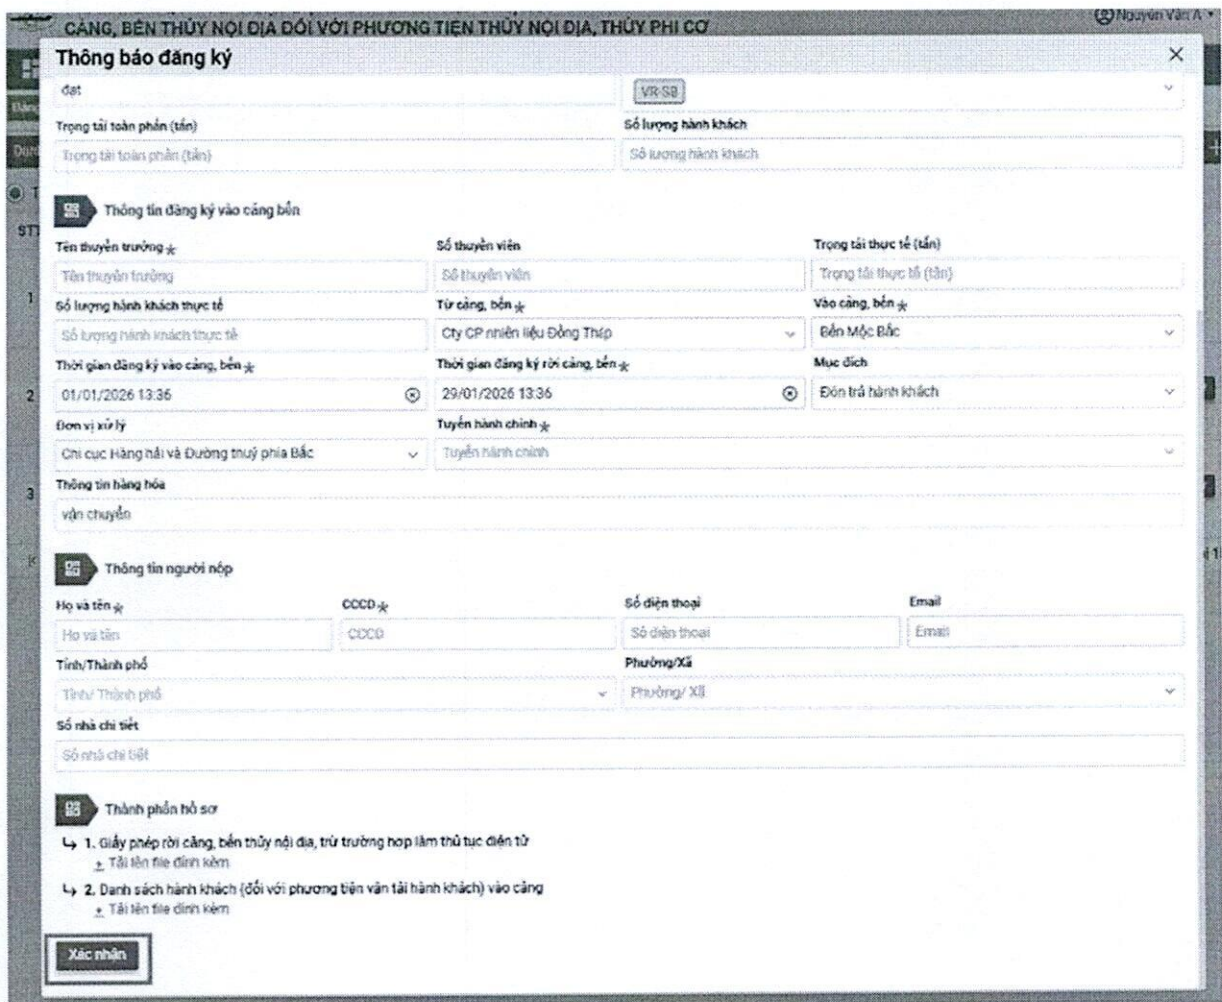 CẢNG, BẾN THỦY NỘI ĐỊA ĐỐI VỚI PHƯƠNG TIỆN THỦY NỘI ĐỊA, THỦY PHI CƠ
Nguyễn Văn A
Thông báo đăng ký
đạt
VR-SB
Trọng tải toàn phần (tấn)
Số lượng hành khách
Trọng tải toàn phần (tấn)
Số lượng hành khách
Thông tin đăng ký vào cảng bến
STT
Tên thuyền trưởng *
Số thuyền viên
Trọng tải thực tế (tấn)
Tên thuyền trưởng
Số thuyền viên
Trọng tải thực tế (tấn)
1
Số lượng hành khách thực tế
Từ cảng, bến *
Vào cảng, bến *
Số lượng hành khách thực tế
Cty CP nhiên liệu Đồng Tháp
Bến Mộc Bắc
Thời gian đăng ký vào cảng, bến *
Thời gian đăng ký rời cảng, bến *
Mục đích
2
01/01/2026 13:36
29/01/2026 13:36
Đón trả hành khách
Đơn vị xử lý
Tuyến hành chính *
Chi cục Hàng hải và Đường thuỷ phía Bắc
Tuyến hành chính
Thông tin hàng hóa
3
vận chuyển
Thông tin người nộp
Họ và tên *
CCCD *
Số điện thoại
Email
Họ và tên
CCCD
Số điện thoại
Email
Tỉnh/Thành phố
Phường/Xã
Tỉnh/ Thành phố
Phường/ Xã
Số nhà chi tiết
Số nhà chi tiết
Thành phần hồ sơ
1. Giấy phép rời cảng, bến thủy nội địa, trừ trường hợp làm thủ tục điện tử
Tải lên file đính kèm
2. Danh sách hành khách (đối với phương tiện vận tải hành khách) vào cảng
Tải lên file đính kèm
Xác nhận